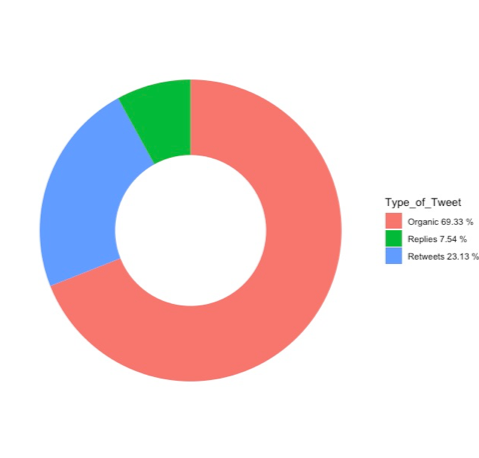 Type_of_Tweet
Organic 69.33 %
Replies 7.54 %
Retweets 23.13 %